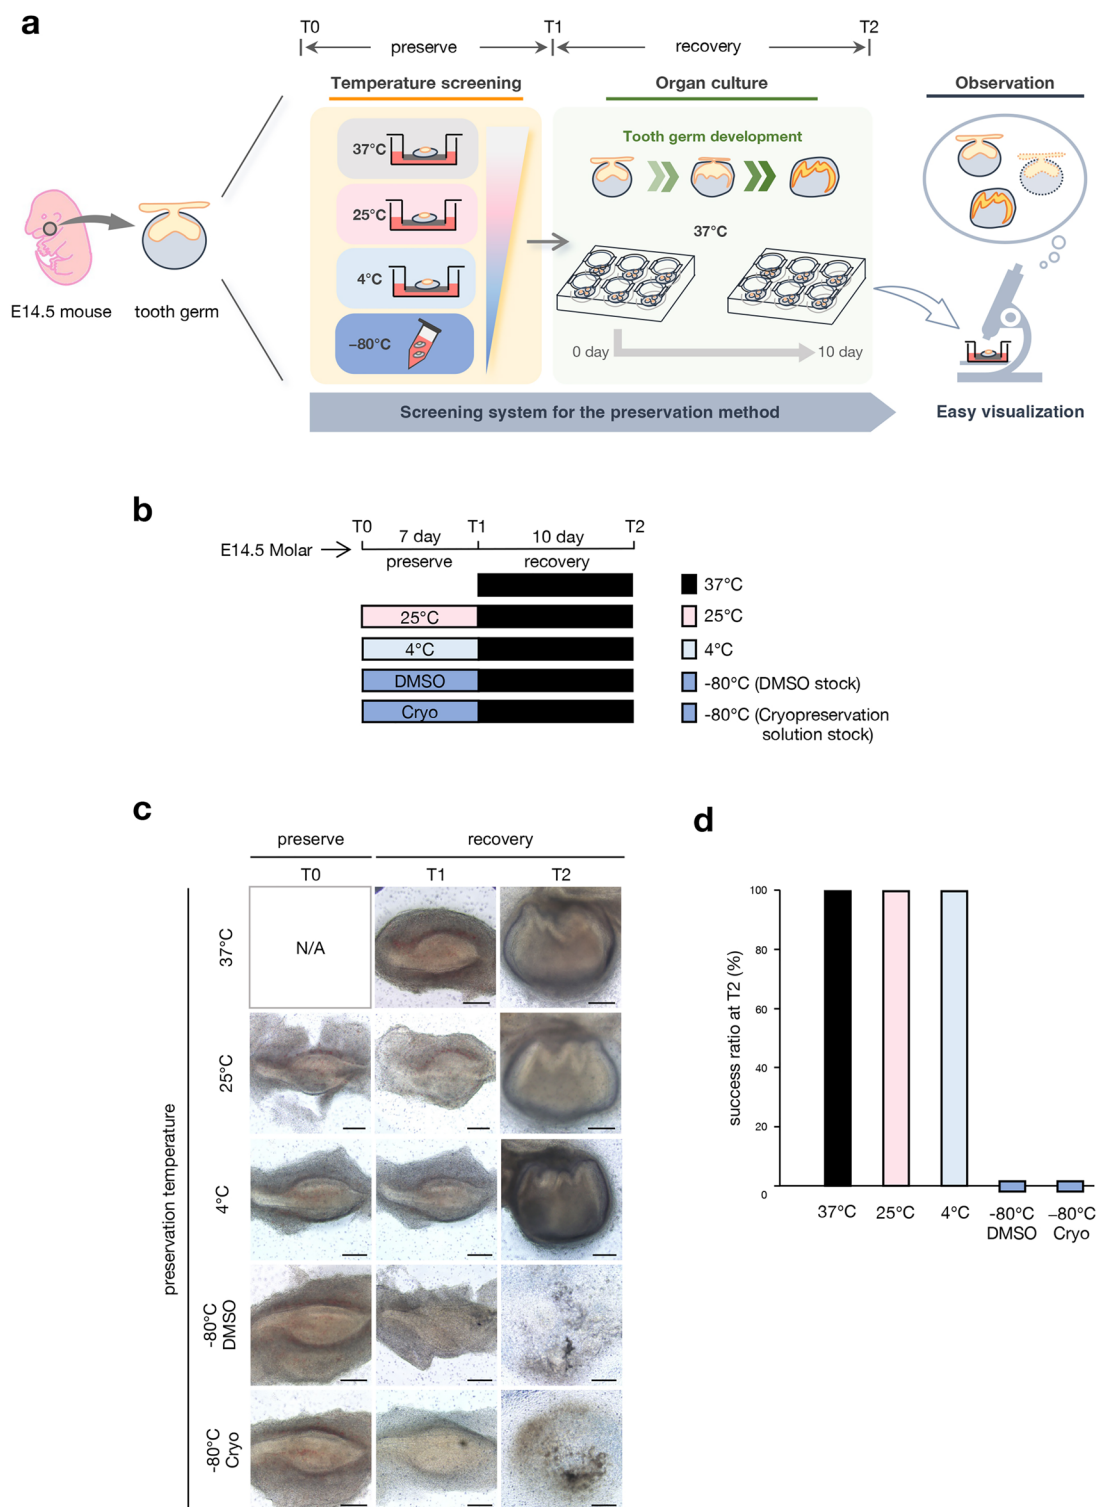 a
T0
T1
T2
preserve
recovery
Temperature screening
Organ culture
Observation
37°C
25°C
4°C
−80°C
Tooth germ development
37°C
0 day
10 day
E14.5 mouse
tooth germ
Screening system for the preservation method
Easy visualization
b
T0
T1
T2
7 day
10 day
E14.5 Molar
preserve
recovery
25°C
4°C
DMSO
Cryo
37°C
25°C
4°C
-80°C (DMSO stock)
-80°C (Cryopreservation
solution stock)
c
preserve
recovery
T0
T1
T2
preservation temperature
37°C
N/A
25°C
4°C
-80°C
DMSO
-80°C
Cryo
d
success ratio at T2 (%)
100
80
60
40
20
0
37°C
25°C
4°C
-80°C
DMSO
−80°C
Cryo